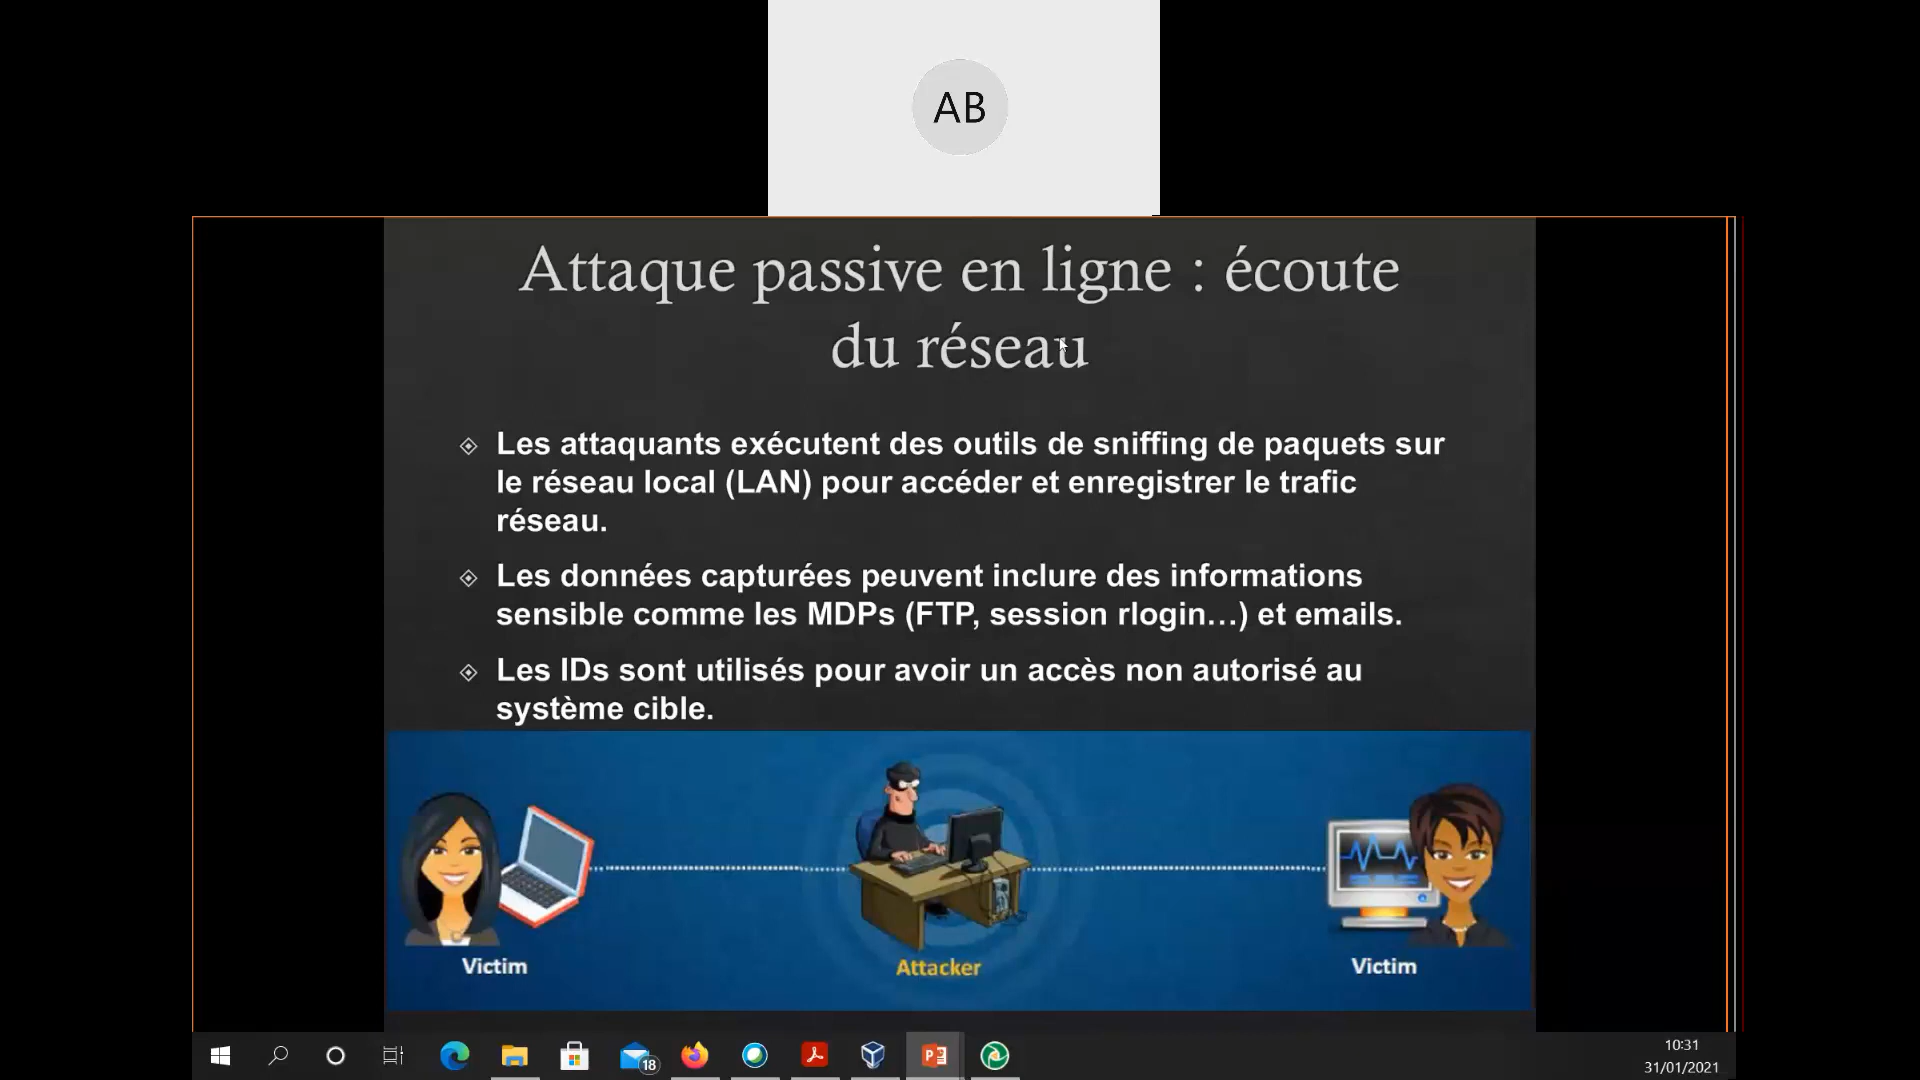 AB
Attaque passive en ligne : écoute
du réseau
Les attaquants exécutent des outils de sniffing de paquets sur
le réseau local (LAN) pour accéder et enregistrer le trafic
réseau.
Les données capturées peuvent inclure des informations
sensible comme les MDPs (FTP, session rlogin…) et emails.
Les IDs sont utilisés pour avoir un accès non autorisé au
système cible.
Victim
Attacker
Victim
18
10:31
31/01/2021